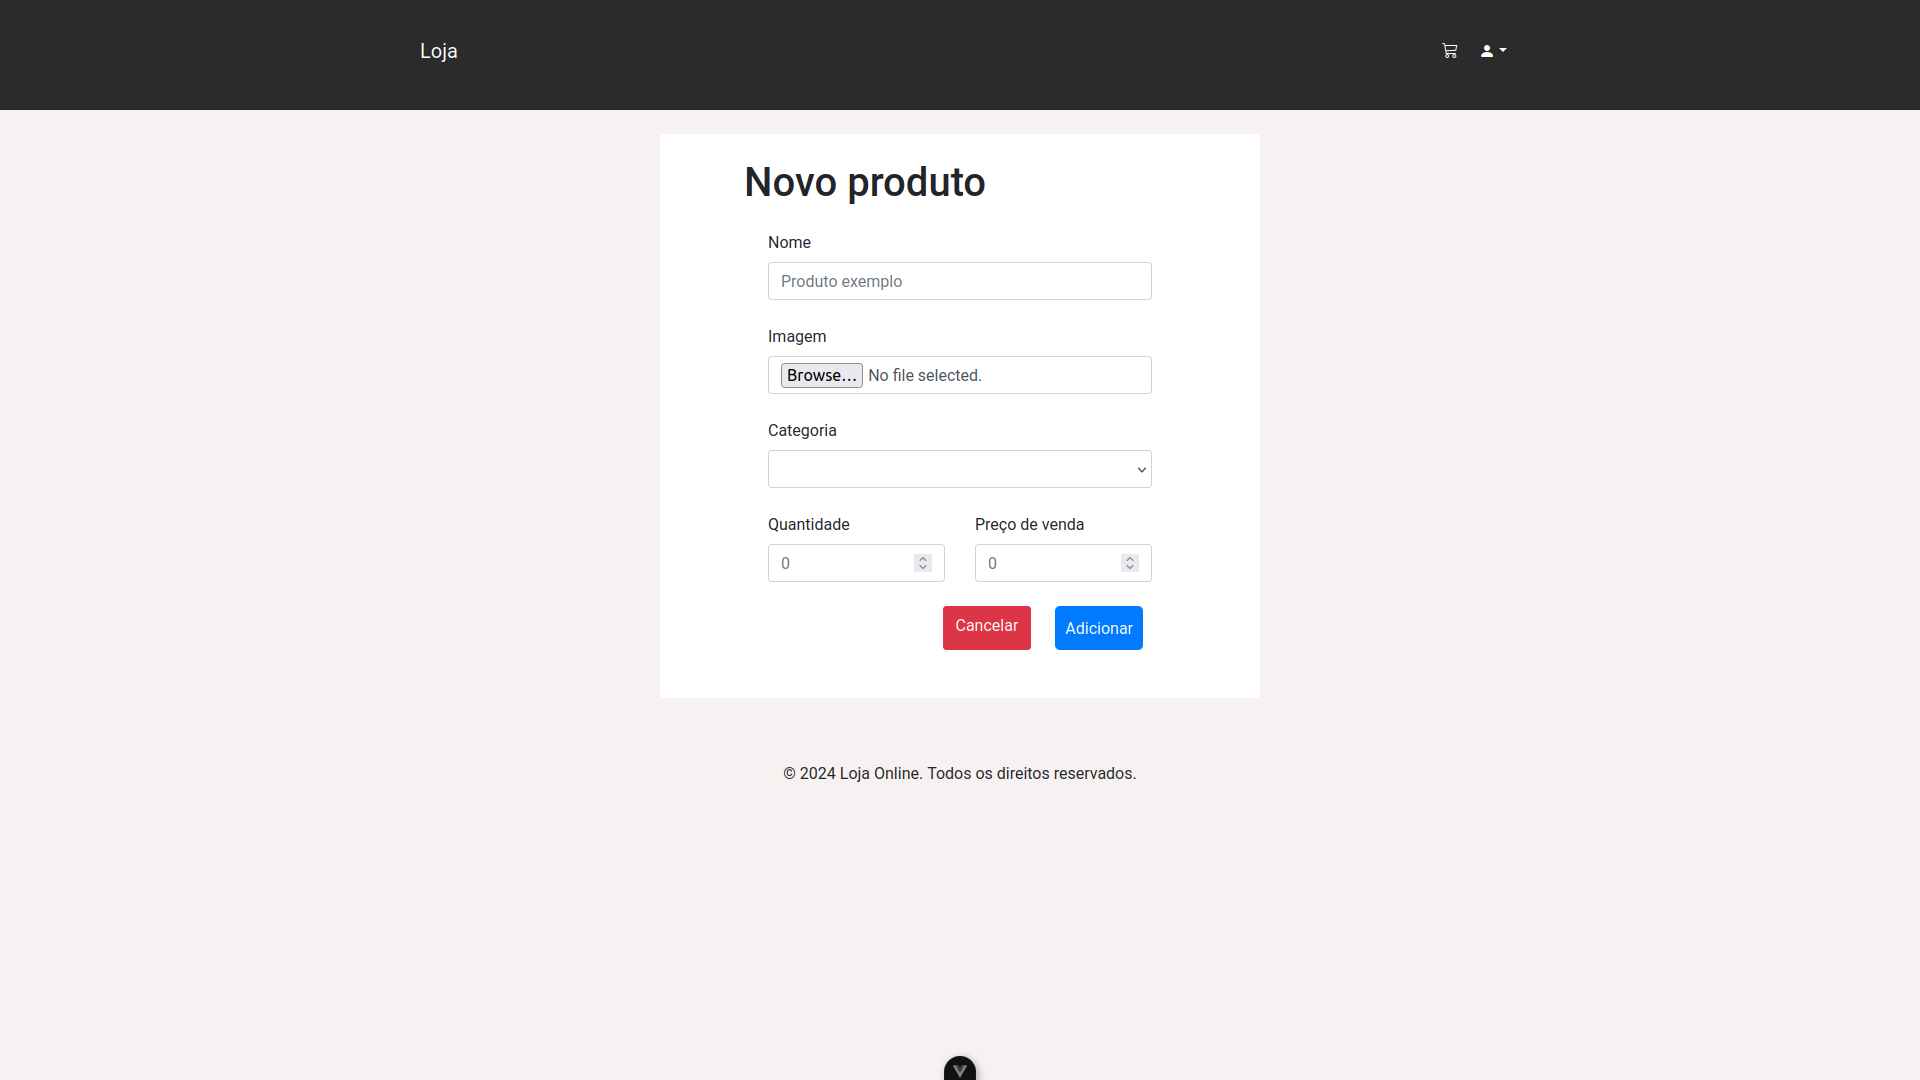 Loja
Novo produto
Nome
Produto exemplo
Imagem
Browse... No file selected.
Categoria
Quantidade Preço de venda
0 0
Cancelar Adicionar
© 2024 Loja Online. Todos os direitos reservados.